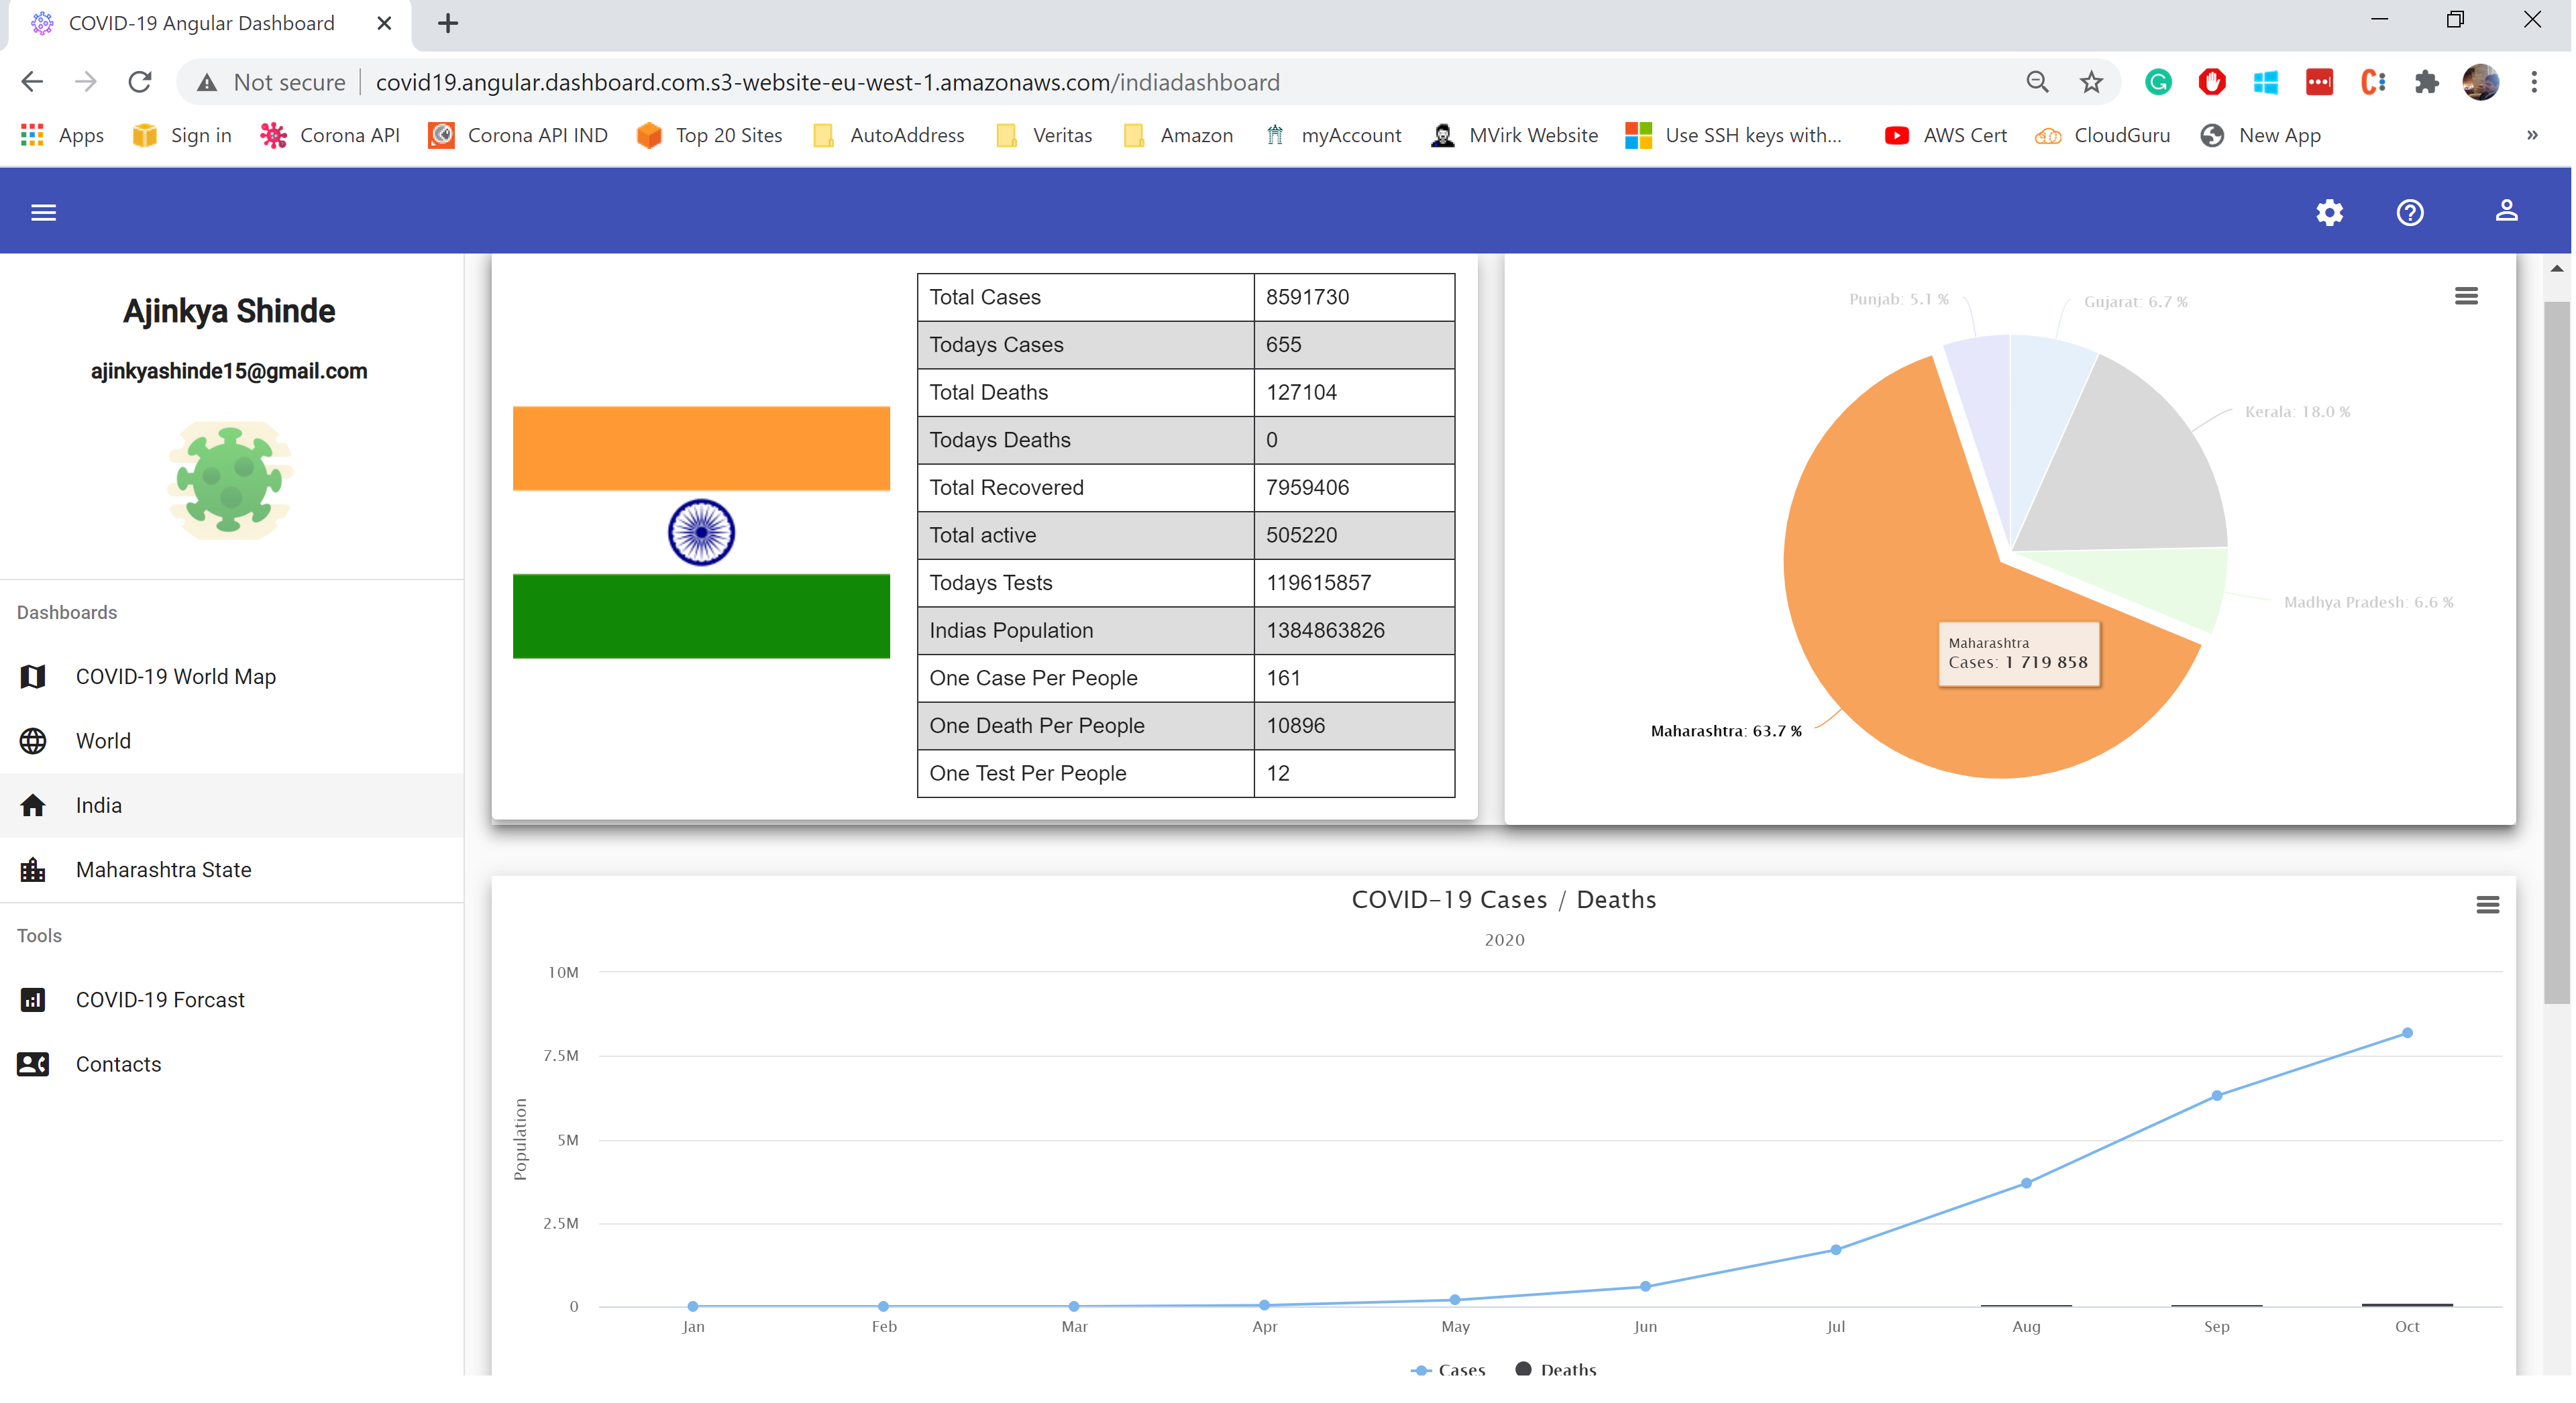 COVID-19 Angular Dashboard
Not secure
covid19.angular.dashboard.com.s3-website-eu-west-1.amazonaws.com/indiadashboard
Apps
Sign in
Corona API
Corona API IND
Top 20 Sites
AutoAddress
Veritas
Amazon
myAccount
MVirk Website
Use SSH keys with...
AWS Cert
CloudGuru
New App
»
Ajinkya Shinde
ajinkyashinde15@gmail.com
Dashboards
COVID-19 World Map
World
India
Maharashtra State
Tools
COVID-19 Forcast
Contacts
Total Cases 8591730
Todays Cases 655
Total Deaths 127104
Todays Deaths 0
Total Recovered 7959406
Total active 505220
Todays Tests 119615857
Indias Population 1384863826
One Case Per People 161
One Death Per People 10896
One Test Per People 12
Punjab: 5.1 %
Gujarat: 6.7 %
Kerala: 18.0 %
Madhya Pradesh: 6.6 %
Maharashtra
Cases: 1 719 858
Maharashtra: 63.7 %
COVID-19 Cases / Deaths
2020
Population
10M
7.5M
5M
2.5M
0
Jan Feb Mar Apr May Jun Jul Aug Sep Oct
Cases Deaths